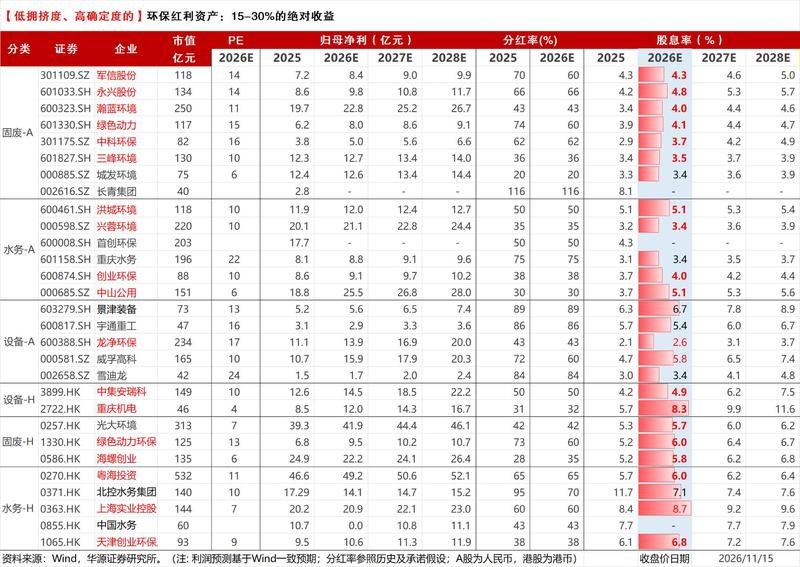 【低拥挤度、高确定度的】环保红利资产：15-30%的绝对收益
分类 证券 企业 市值 亿元 PE 归母净利（亿元） 分红率(%) 股息率（%）
2026E 2025 2026E 2027E 2028E 2025 2026E 2025 2026E 2027E 2028E
固废-A
301109.SZ 军信股份 118 14 7.2 8.4 9.0 9.9 70 60 4.3 4.3 4.6 5.0
601033.SH 永兴股份 134 14 8.6 9.8 10.8 11.7 66 66 4.2 4.8 5.3 5.7
600323.SH 瀚蓝环境 250 11 19.7 22.8 25.2 26.7 43 43 3.4 4.0 4.4 4.6
601330.SH 绿色动力 117 15 6.2 8.0 8.6 9.1 74 60 3.9 4.1 4.4 4.7
301175.SZ 中科环保 82 16 3.8 5.0 5.6 6.6 62 62 2.9 3.7 4.2 4.9
601827.SH 三峰环境 130 10 12.3 12.7 13.4 14.0 36 36 3.4 3.5 3.7 3.9
000885.SZ 城发环境 75 6 12.4 12.6 13.4 14.4 20 20 3.3 3.4 3.6 3.9
002616.SZ 长青集团 40 2.8 - - - 116 116 8.1 - - -
水务-A
600461.SH 洪城环境 118 10 11.9 12.0 12.4 12.7 50 50 5.1 5.1 5.3 5.4
000598.SZ 兴蓉环境 220 10 20.1 21.1 22.8 24.4 35 35 3.2 3.4 3.6 3.9
600008.SH 首创环保 203 17.7 - - - 50 50 4.3 - - -
601158.SH 重庆水务 196 22 8.1 8.8 9.1 9.6 75 75 3.1 3.4 3.5 3.7
600874.SH 创业环保 88 10 8.6 9.1 9.7 10.2 38 38 3.7 4.0 4.2 4.4
000685.SZ 中山公用 151 6 18.8 25.5 26.8 28.0 30 30 3.7 5.1 5.3 5.6
设备-A
603279.SH 景津装备 73 13 5.2 5.6 6.5 7.4 89 89 6.3 6.7 7.8 8.9
600817.SH 宇通重工 47 16 3.1 2.9 3.3 3.6 86 86 5.7 5.4 6.0 6.7
600388.SH 龙净环保 234 17 11.1 13.9 16.9 20.0 44 43 2.1 2.6 3.1 3.7
000581.SZ 威孚高科 165 10 10.7 15.9 17.9 20.3 72 60 4.7 5.8 6.5 7.4
002658.SZ 雪迪龙 42 24 1.5 1.7 2.0 2.4 84 84 3.0 3.4 4.1 4.8
设备-H
3899.HK 中集安瑞科 149 10 12.6 14.5 18.5 22.2 50 50 4.2 4.9 6.2 7.5
2722.HK 重庆机电 46 4 8.5 12.0 14.3 16.7 31 32 5.7 8.3 9.9 11.6
固废-H
0257.HK 光大环境 313 7 39.3 41.9 44.4 46.1 42 42 5.3 5.7 6.0 6.2
1330.HK 绿色动力环保 125 13 6.8 9.5 10.2 10.7 73 60 5.2 6.0 6.4 6.7
0586.HK 海螺创业 135 6 24.9 22.2 24.1 26.4 28 35 5.2 5.8 6.2 6.8
水务-H
0270.HK 粤海投资 532 11 46.6 49.2 50.6 52.1 65 65 5.7 6.0 6.2 6.4
0371.HK 北控水务集团 140 10 17.29 14.1 14.7 15.2 95 70 11.7 7.1 7.4 7.6
0363.HK 上海实业控股 144 7 20.2 20.9 22.1 23.0 60 60 8.4 8.7 9.2 9.6
0855.HK 中国水务 60 10.7 0.0 10.8 11.1 43 43 7.7 - 7.7 7.9
1065.HK 天津创业环保 93 9 9.5 10.6 11.3 11.9 38 38 6.1 6.8 7.2 7.6
资料来源：Wind，华源证券研究所。（注: 利润预测基于Wind一致预期；分红率参照历史及承诺假设；A股为人民币，港股为港币） 收盘价日期 2026/11/15